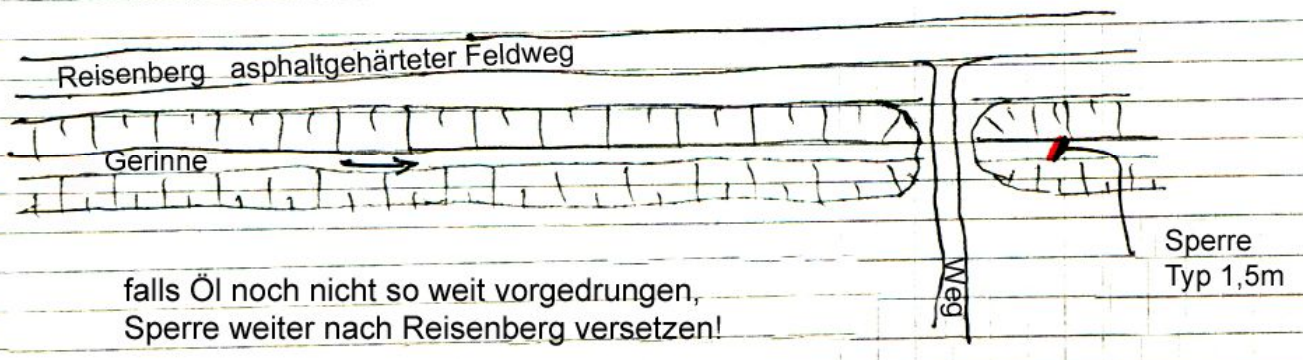 Reisenberg asphaltgehärteter Feldweg
Gerinne
Weg
Sperre
Typ 1,5m
falls Öl noch nicht so weit vorgedrungen,
Sperre weiter nach Reisenberg versetzen!